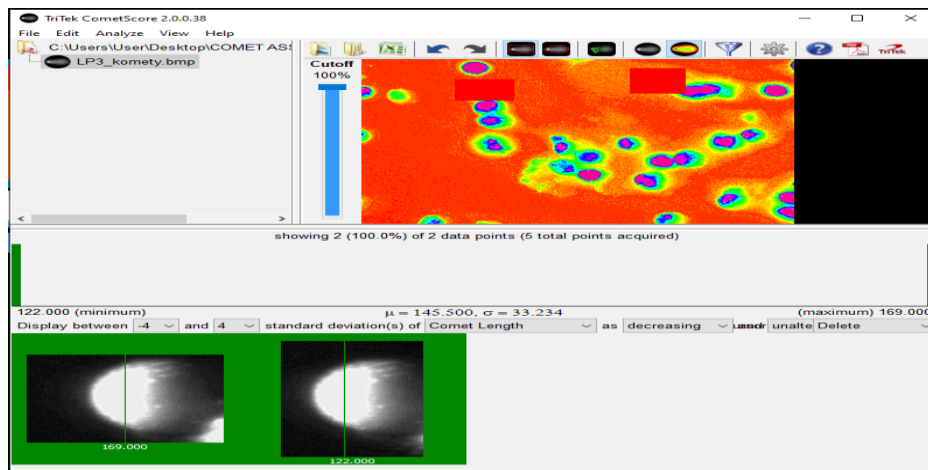 TriTek CometScore 2.0.0.38
File Edit Analyze View Help
C:\Users\User\Desktop\COMET ASS
LP3_komety.bmp
TriTek
Cutoff
100%
showing 2 (100.0%) of 2 data points (5 total points acquired)
122.000 (minimum) μ = 145.500, σ = 33.234 (maximum) 169.000
Display between -4 and 4 standard deviation(s) of Comet Length as decreasing unalte Delete
169.000
122.000